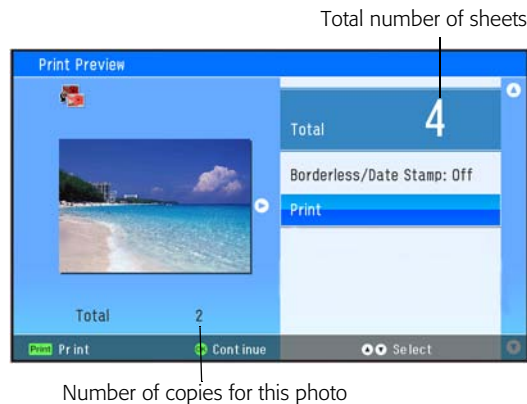 Total number of sheets
Print Preview
Total 4
Borderless/Date Stamp: Off
Print
Total 2
Print Print OK Continue Select
Number of copies for this photo